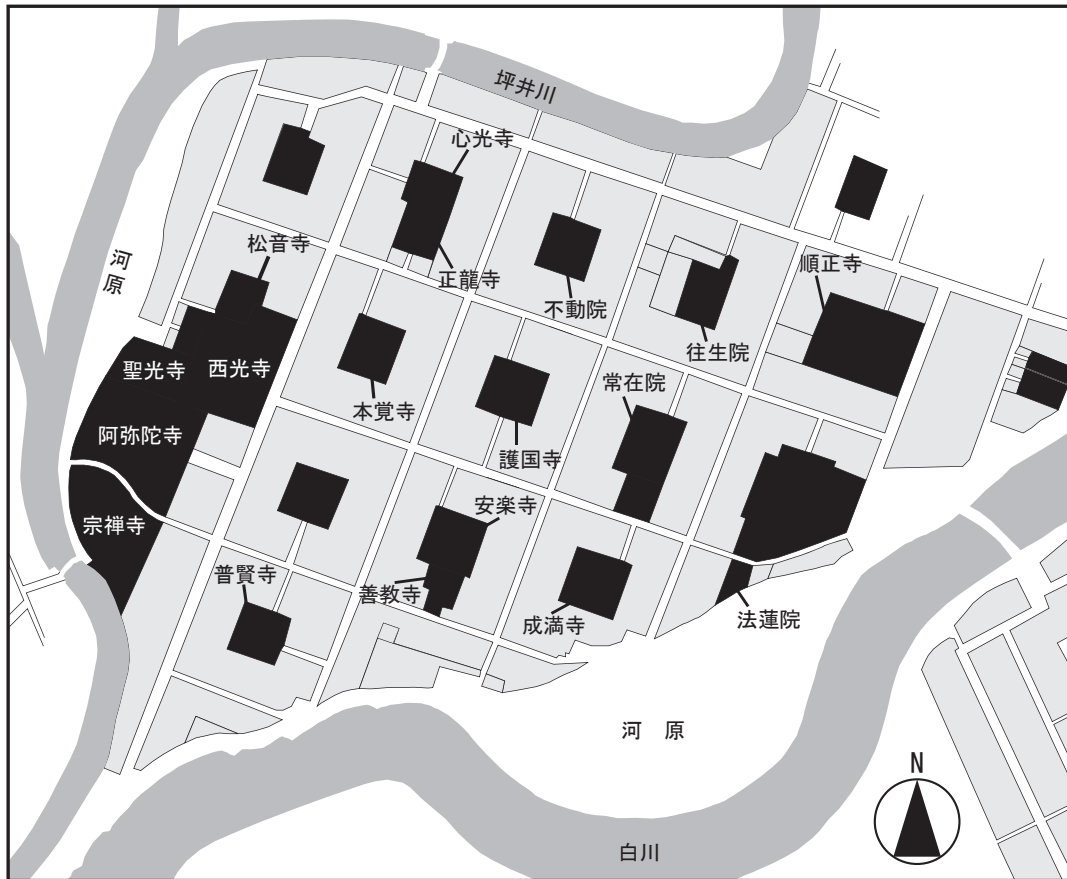 坪井川
心光寺
松音寺
正龍寺
不動院
順正寺
往生院
河原
聖光寺
西光寺
本覚寺
常在院
阿弥陀寺
護国寺
安楽寺
宗禅寺
普賢寺
善教寺
成満寺
法蓮院
河原
N
白川